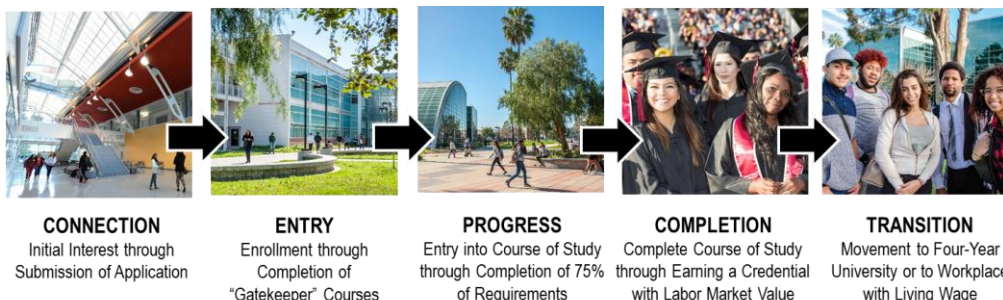 CONNECTION
Initial Interest through
Submission of Application
ENTRY
Enrollment through
Completion of
“Gatekeeper” Courses
PROGRESS
Entry into Course of Study
through Completion of 75%
of Requirements
COMPLETION
Complete Course of Study
through Earning a Credential
with Labor Market Value
TRANSITION
Movement to Four-Year
University or to Workplace
with Living Wage